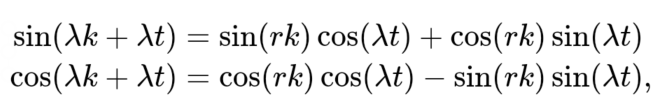 sin(λk + λt) = sin(rk) cos(λt) + cos(rk) sin(λt)
cos(λk + λt) = cos(rk) cos(λt) − sin(rk) sin(λt),